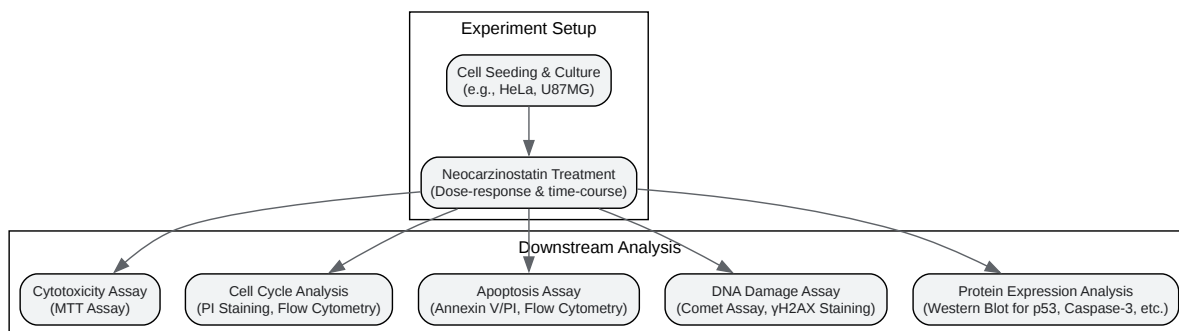 Experiment Setup
Cell Seeding & Culture
(e.g., HeLa, U87MG)
Neocarzinostatin Treatment
(Dose-response & time-course)
Downstream Analysis
Cytotoxicity Assay
(MTT Assay)
Cell Cycle Analysis
(PI Staining, Flow Cytometry)
Apoptosis Assay
(Annexin V/PI, Flow Cytometry)
DNA Damage Assay
(Comet Assay, γH2AX Staining)
Protein Expression Analysis
(Western Blot for p53, Caspase-3, etc.)